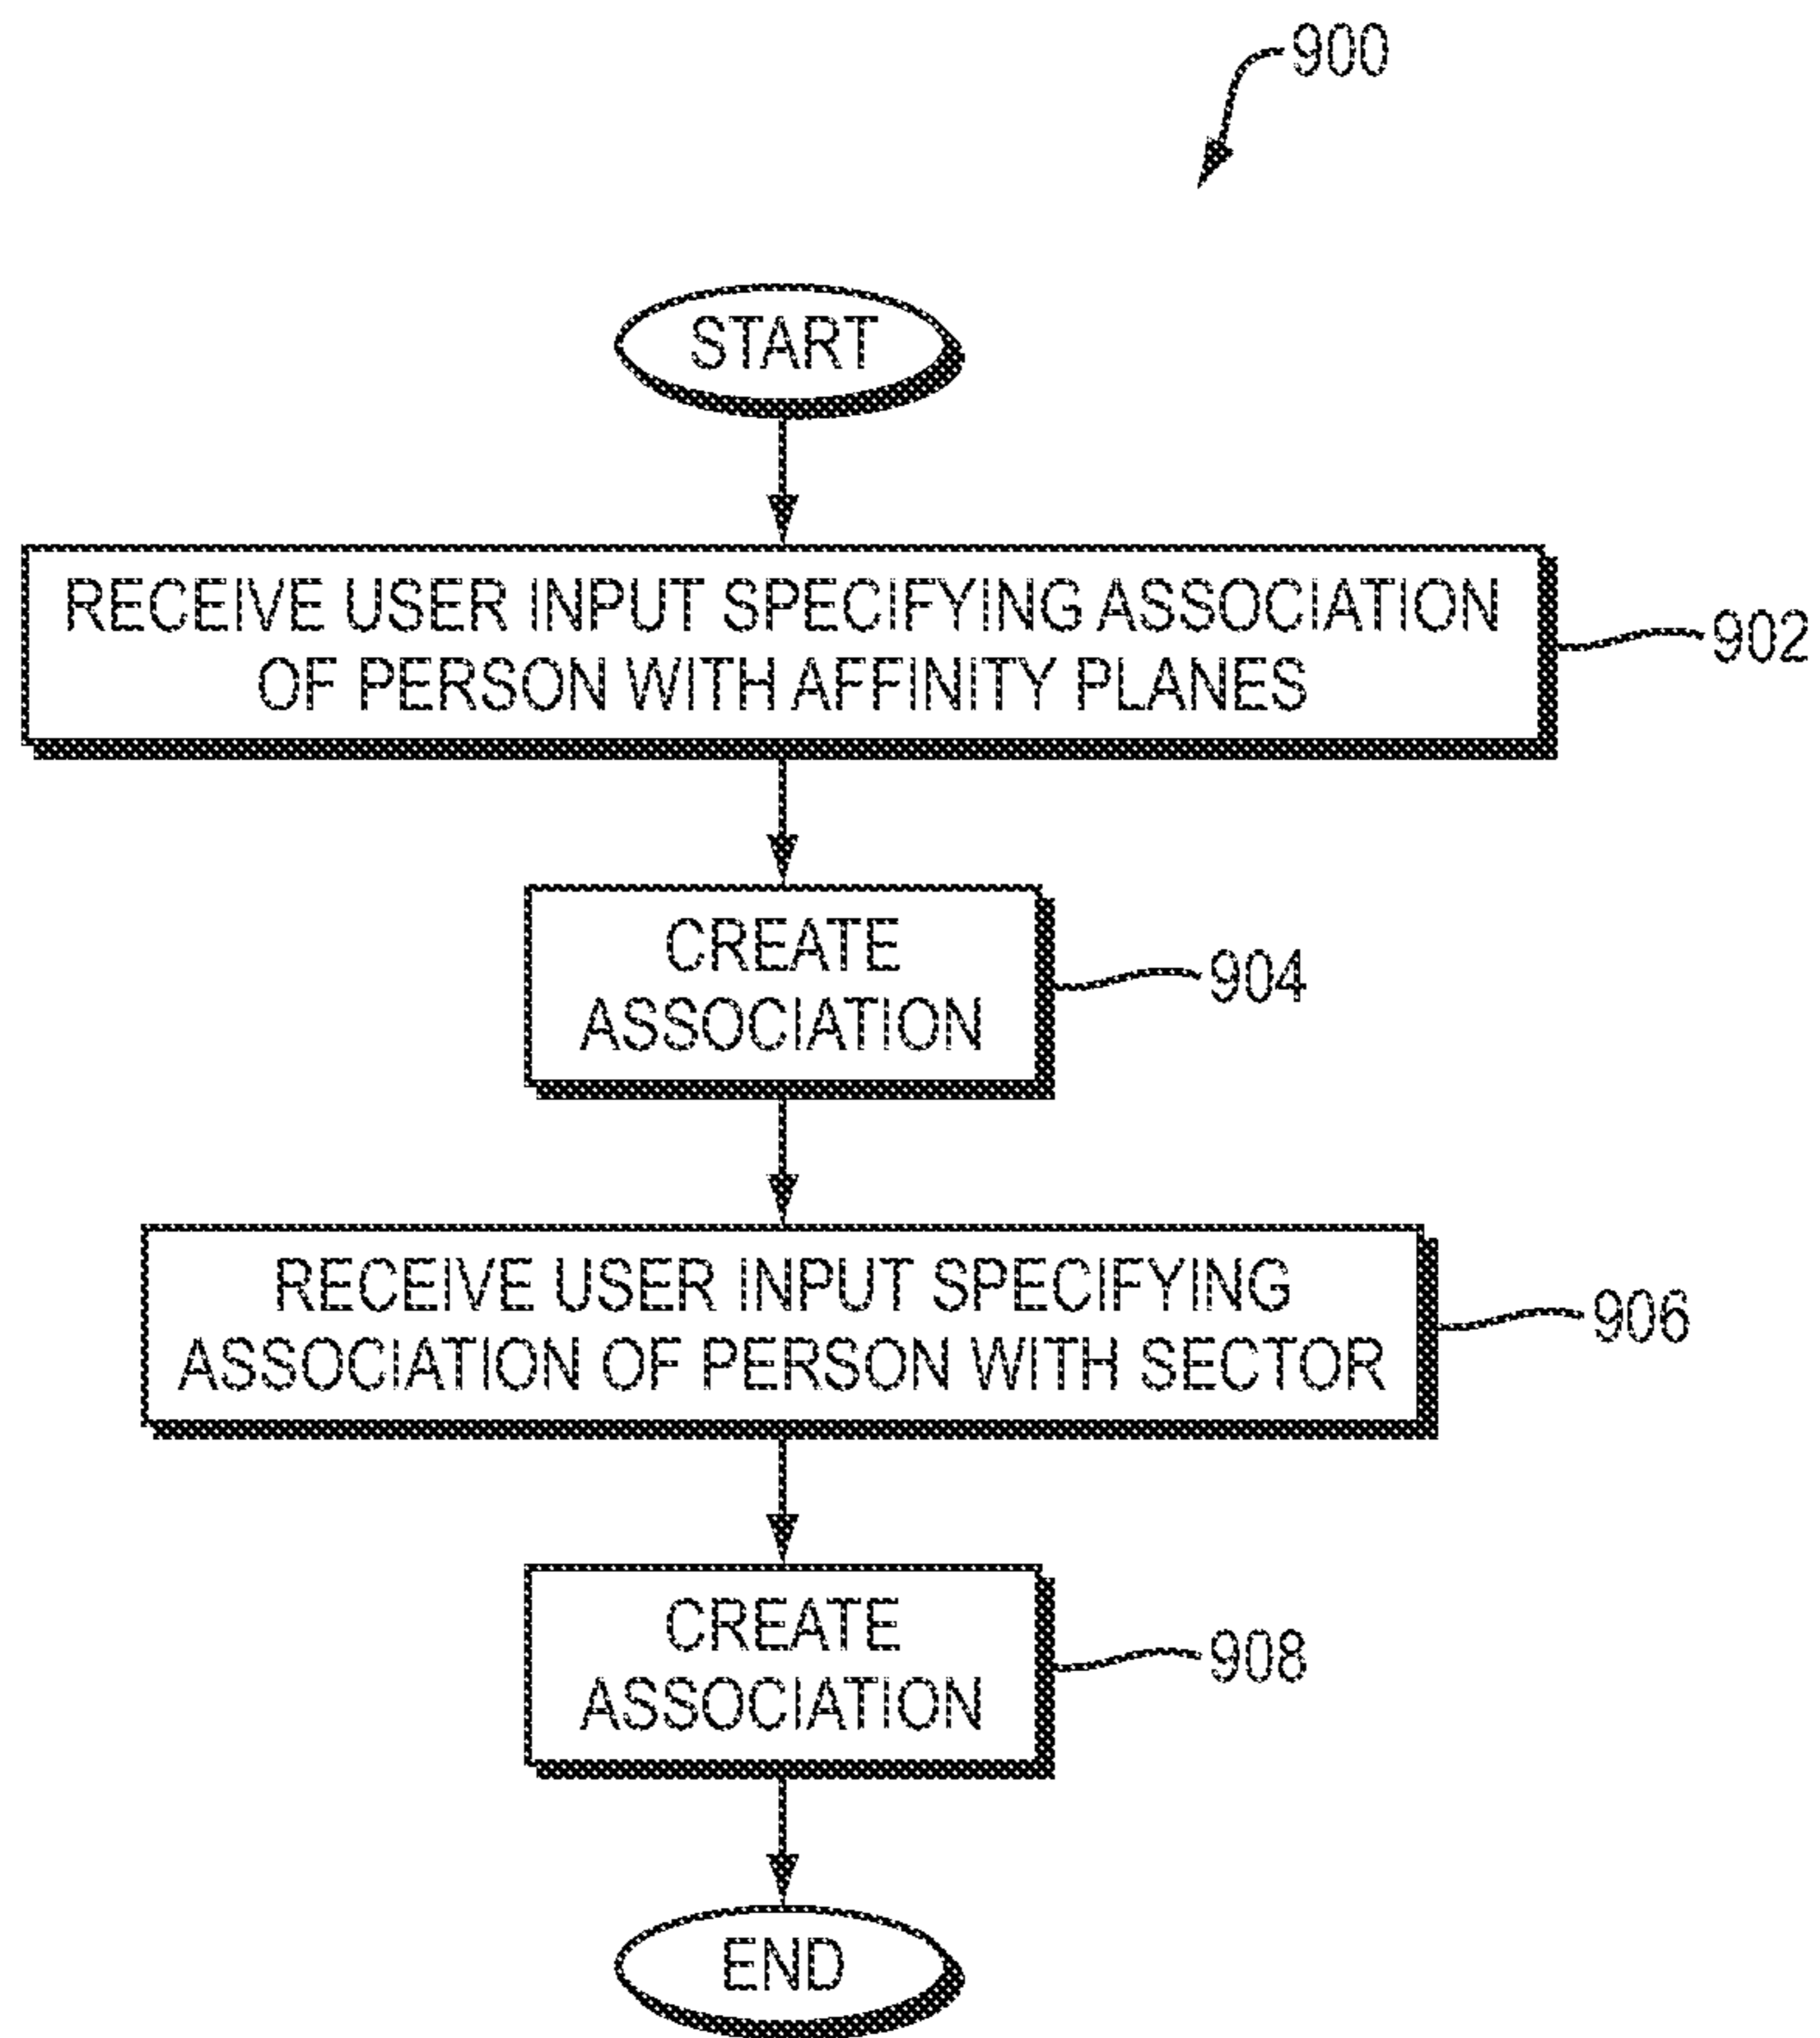 900
START
RECEIVE USER INPUT SPECIFYING ASSOCIATION
OF PERSON WITH AFFINITY PLANES
902
CREATE
ASSOCIATION
904
RECEIVE USER INPUT SPECIFYING
ASSOCIATION OF PERSON WITH SECTOR
906
CREATE
ASSOCIATION
908
END